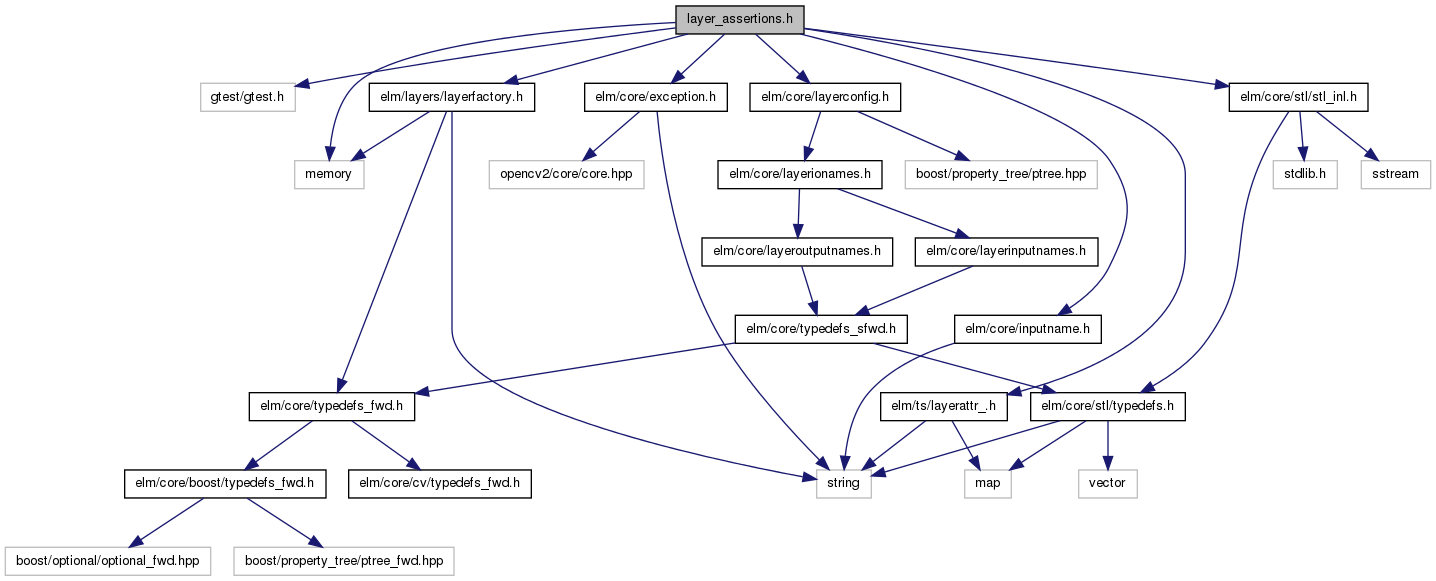 layer_assertions.h
gtest/gtest.h
elm/layers/layerfactory.h
elm/core/exception.h
elm/core/layerconfig.h
elm/core/stl/stl_inl.h
memory
opencv2/core/core.hpp
elm/core/layerionames.h
boost/property_tree/ptree.hpp
stdlib.h
sstream
elm/core/layeroutputnames.h
elm/core/layerinputnames.h
elm/core/typedefs_sfwd.h
elm/core/inputname.h
elm/core/typedefs_fwd.h
elm/ts/layerattr_.h
elm/core/stl/typedefs.h
elm/core/boost/typedefs_fwd.h
elm/core/cv/typedefs_fwd.h
string
map
vector
boost/optional/optional_fwd.hpp
boost/property_tree/ptree_fwd.hpp